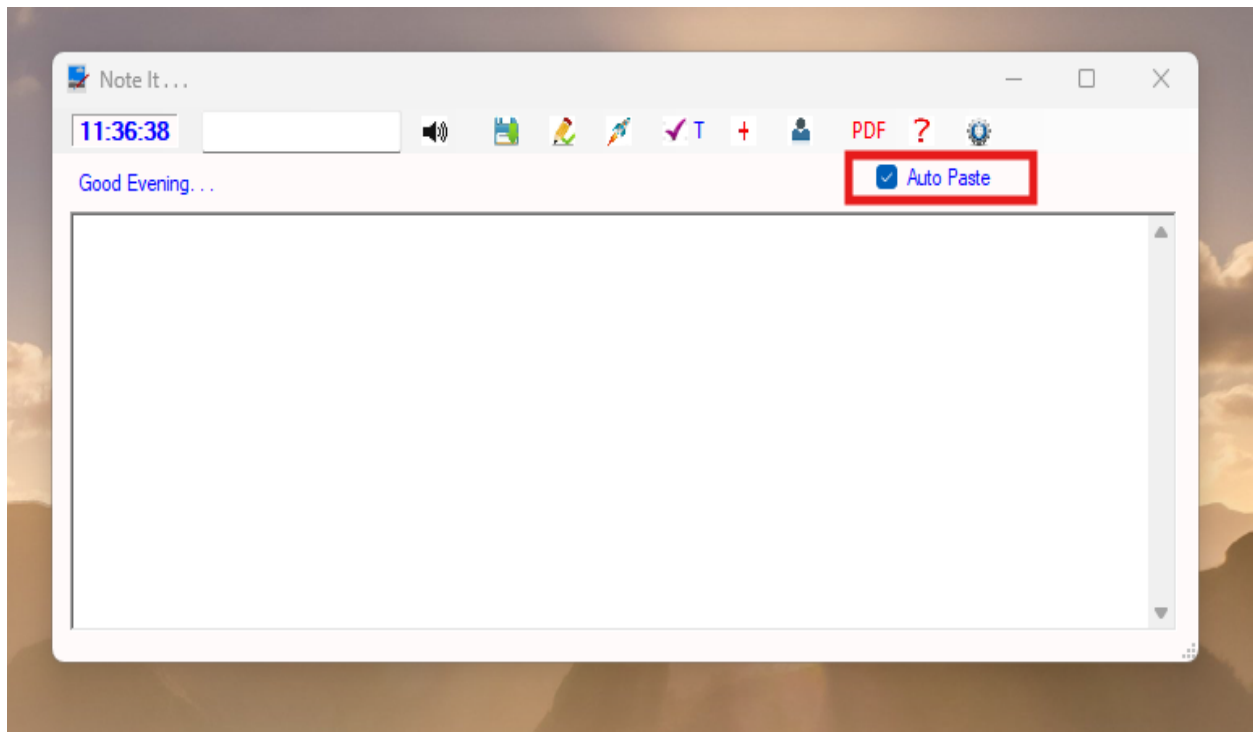 Note It . . .
11:36:38 T PDF ?
Good Evening. . .
Auto Paste